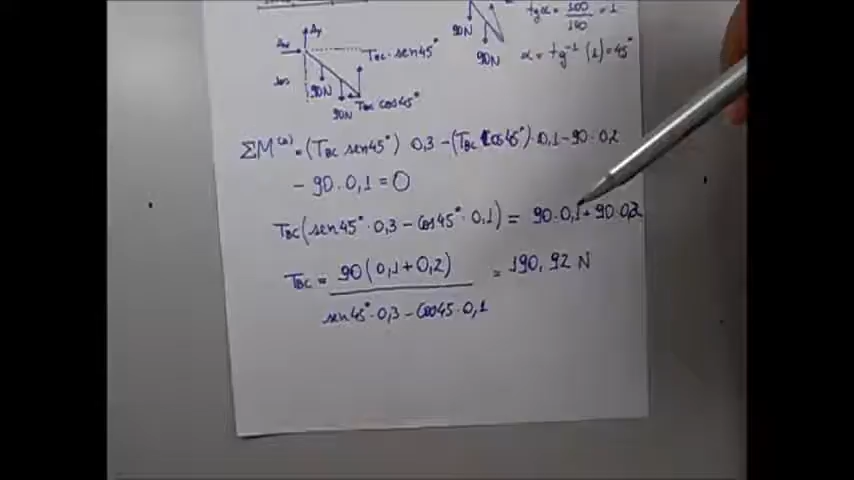 tgα = 100 / 100 = 1
90N
90N
α = tg⁻¹ (1) = 45°
Ay
Ax
TBC · sen45°
90N
TBC cos45°
90N
ΣM⁽ᵃ⁾ = (TBC sen45°) 0,3 - (TBC Cos45°) · 0,1 - 90 · 0,2
- 90 · 0,1 = 0
TBC (sen45° · 0,3 - Cos45° · 0,1) = 90 · 0,1 + 90 · 0,2
TBC = 90 (0,1 + 0,2) / sen45° · 0,3 - Cos45 · 0,1 = 190,92 N